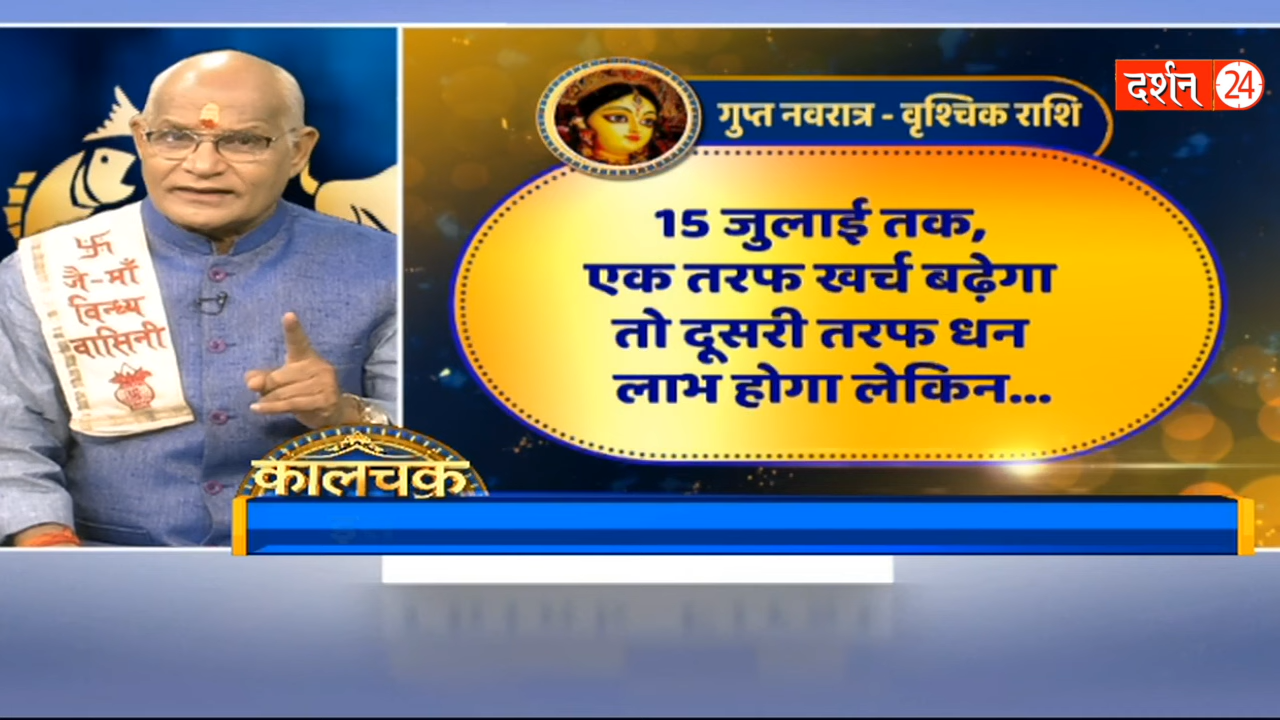 दर्शन 24
गुप्त नवरात्र - वृश्चिक राशि
15 जुलाई तक,
एक तरफ खर्च बढ़ेगा
तो दूसरी तरफ धन
लाभ होगा लेकिन...
जै-माँ
विन्ध्य
वासिनी
कालचक्र